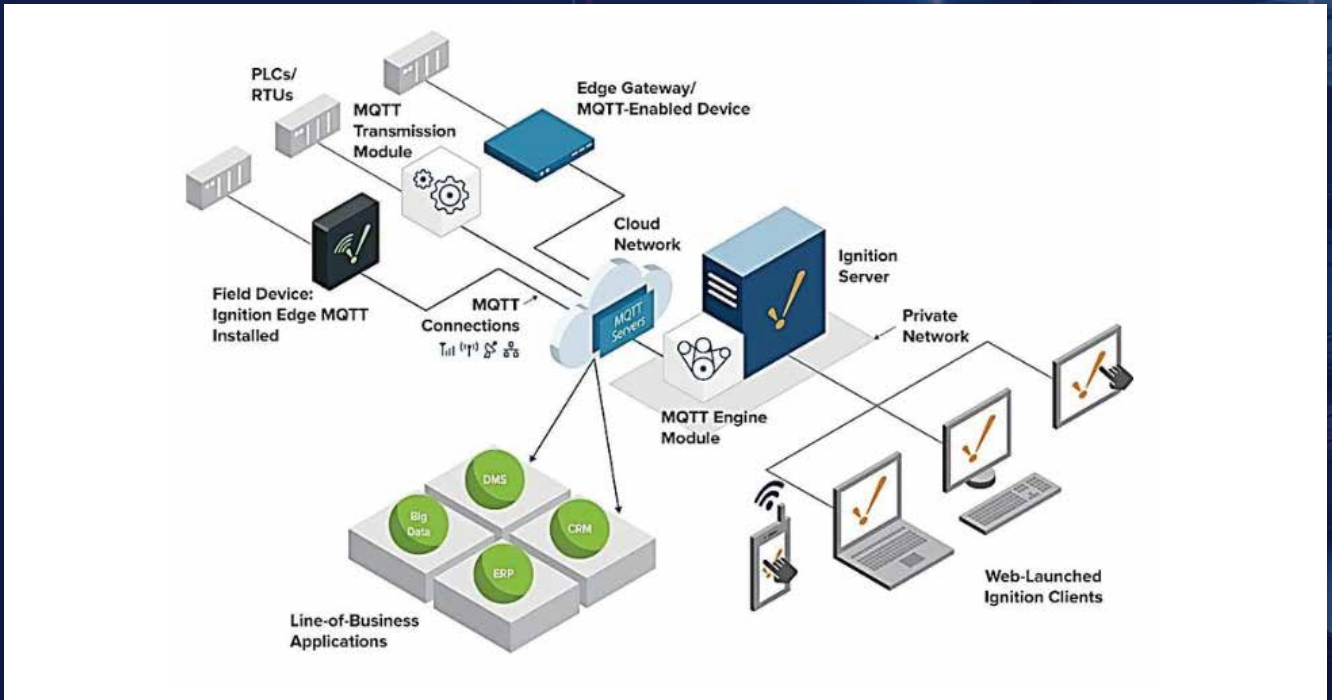 PLCs/
RTUs
MQTT
Transmission
Module
Edge Gateway/
MQTT-Enabled Device
Field Device:
Ignition Edge MQTT
Installed
MQTT
Connections
Cloud
Network
MQTT
Servers
Ignition
Server
Private
Network
MQTT Engine
Module
DMS
Big
Data
CRM
ERP
Line-of-Business
Applications
Web-Launched
Ignition Clients